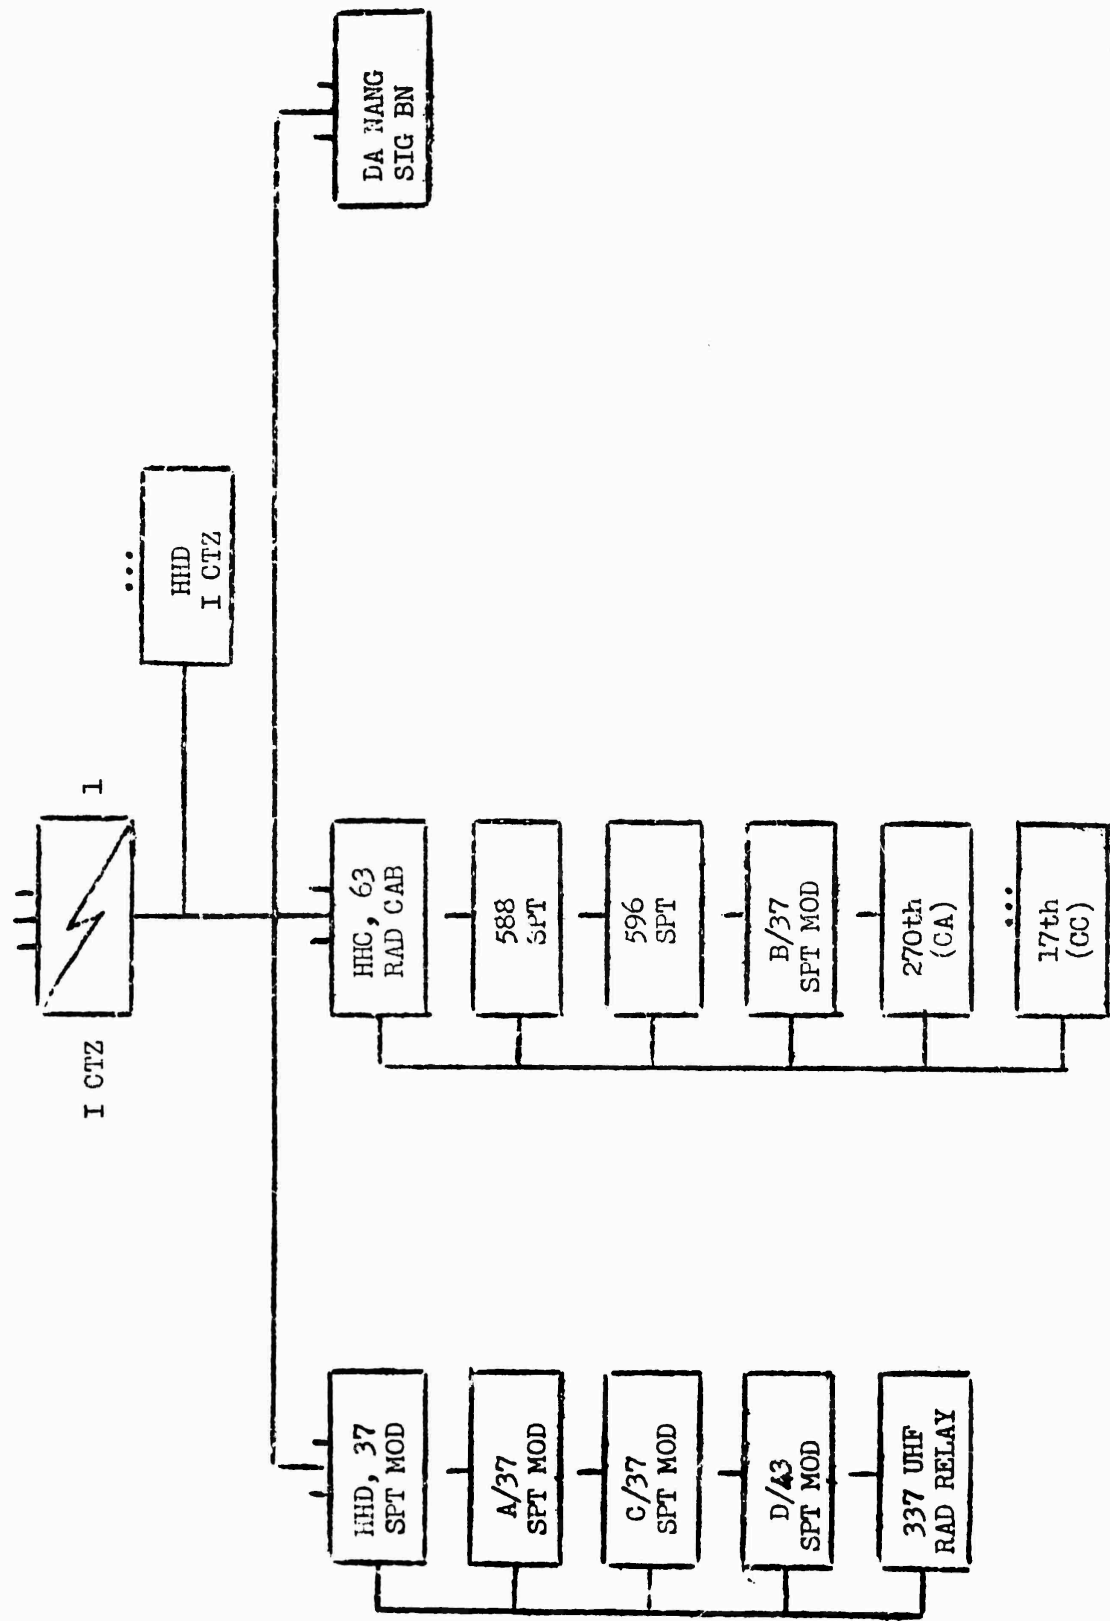 I CTZ
1
HHD
I CTZ
HHD, 37
SPT MOD
A/37
SPT MOD
C/37
SPT MOD
D/43
SPT MOD
337 UHF
RAD RELAY
HHC, 63
RAD CAB
588
SPT
596
SPT
B/37
SPT MOD
270th
(CA)
17th
(CC)
DA NANG
SIG BN